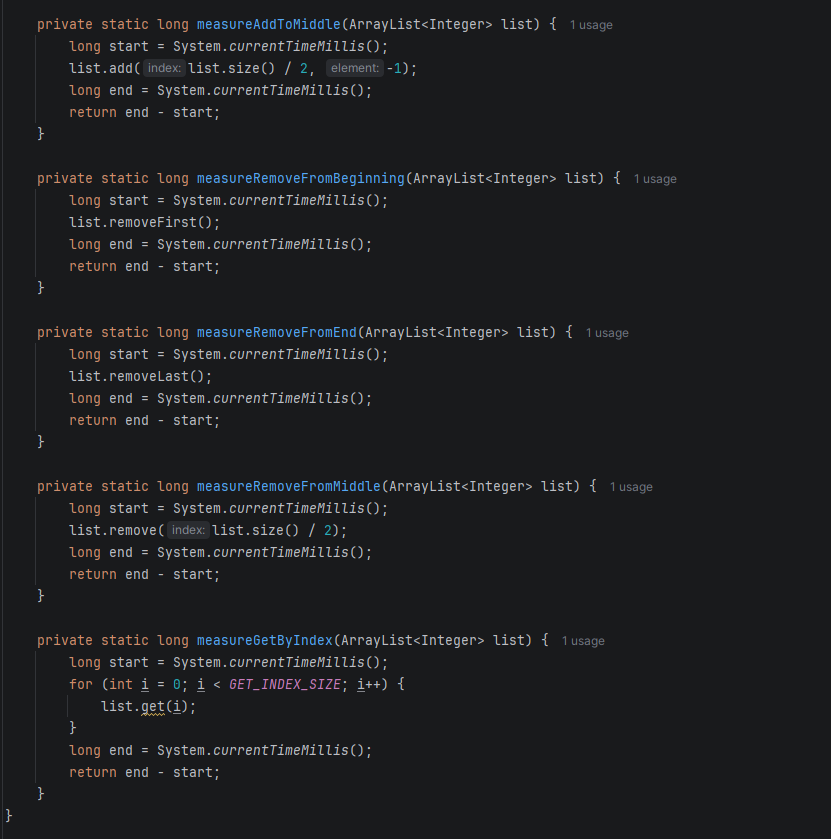 private static long measureAddToMiddle(ArrayList<Integer> list) { 1 usage
long start = System.currentTimeMillis();
list.add( index: list.size() / 2, element: -1);
long end = System.currentTimeMillis();
return end - start;
}
private static long measureRemoveFromBeginning(ArrayList<Integer> list) { 1 usage
long start = System.currentTimeMillis();
list.removeFirst();
long end = System.currentTimeMillis();
return end - start;
}
private static long measureRemoveFromEnd(ArrayList<Integer> list) { 1 usage
long start = System.currentTimeMillis();
list.removeLast();
long end = System.currentTimeMillis();
return end - start;
}
private static long measureRemoveFromMiddle(ArrayList<Integer> list) { 1 usage
long start = System.currentTimeMillis();
list.remove( index: list.size() / 2);
long end = System.currentTimeMillis();
return end - start;
}
private static long measureGetByIndex(ArrayList<Integer> list) { 1 usage
long start = System.currentTimeMillis();
for (int i = 0; i < GET_INDEX_SIZE; i++) {
list.get(i);
}
long end = System.currentTimeMillis();
return end - start;
}
}